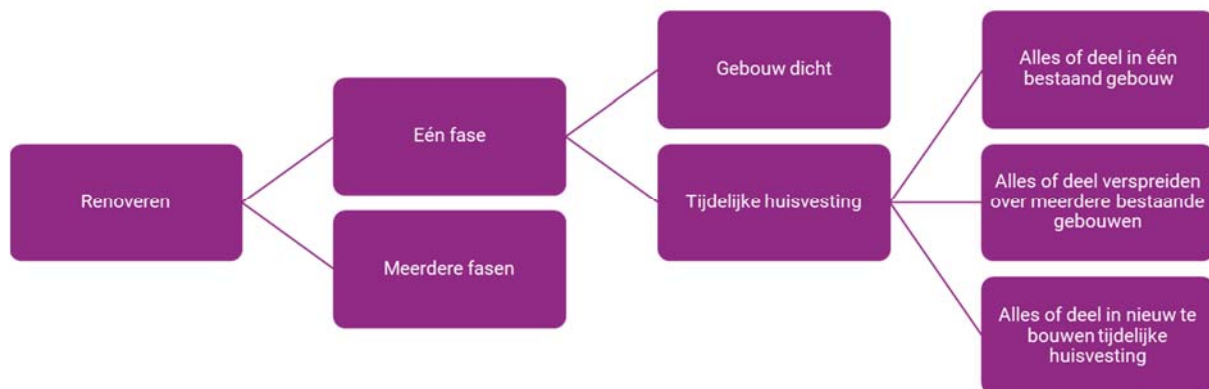 Renoveren
Eén fase
Meerdere fasen
Gebouw dicht
Tijdelijke huisvesting
Alles of deel in één
bestaand gebouw
Alles of deel verspreiden
over meerdere bestaande
gebouwen
Alles of deel in nieuw te
bouwen tijdelijke
huisvesting